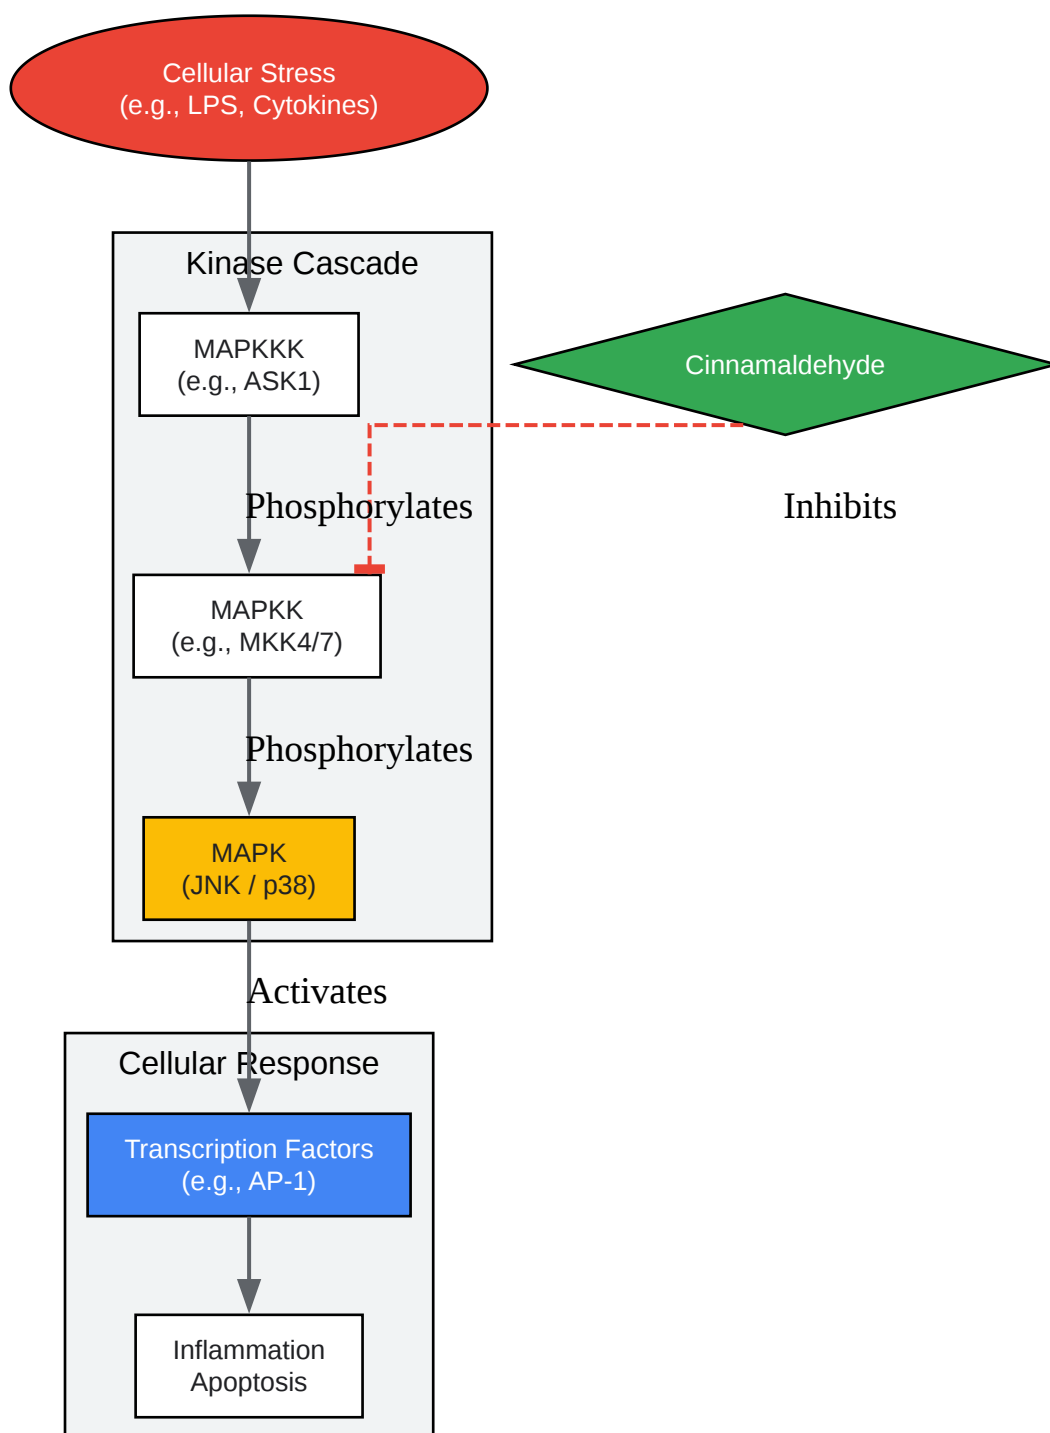 Cellular Stress
(e.g., LPS, Cytokines)
Kinase Cascade
MAPKKK
(e.g., ASK1)
Cinnamaldehyde
Phosphorylates
Inhibits
MAPKK
(e.g., MKK4/7)
Phosphorylates
MAPK
(JNK / p38)
Activates
Cellular Response
Transcription Factors
(e.g., AP-1)
Inflammation
Apoptosis